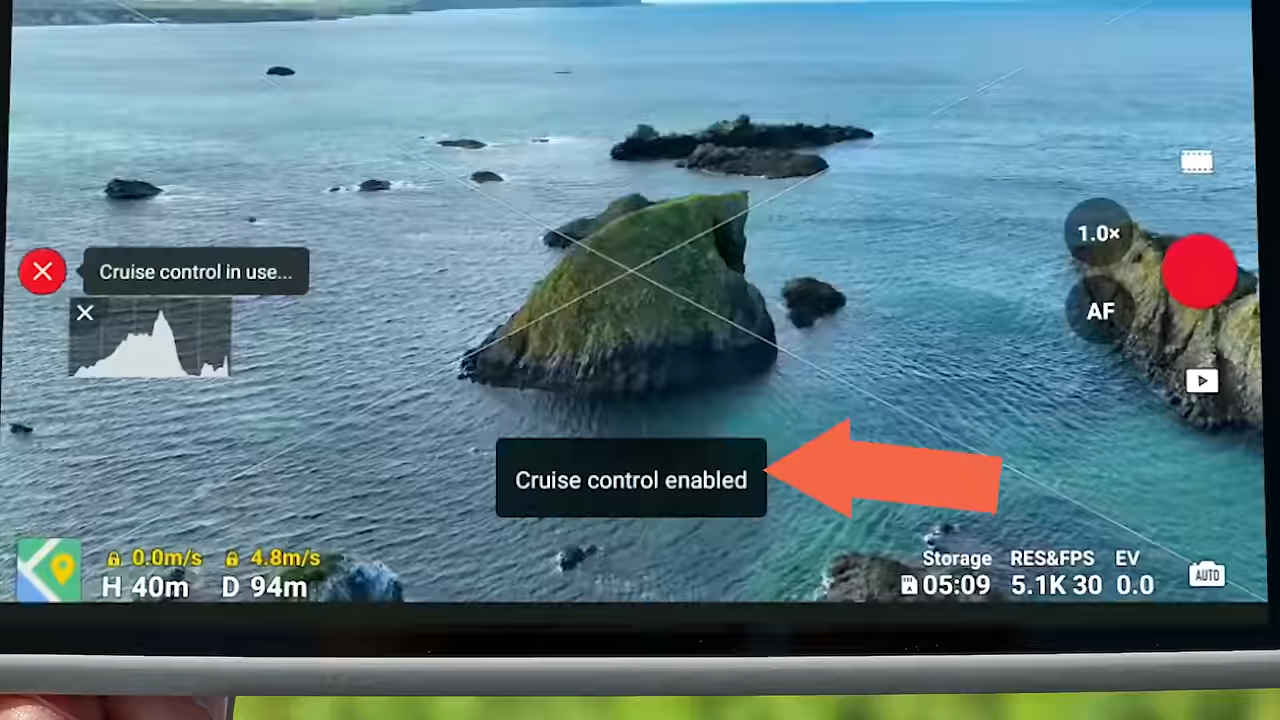 1.0×
Cruise control in use...
AF
Cruise control enabled
0.0m/s 4.8m/s
H 40m D 94m
Storage RES&FPS EV
05:09 5.1K 30 0.0
AUTO